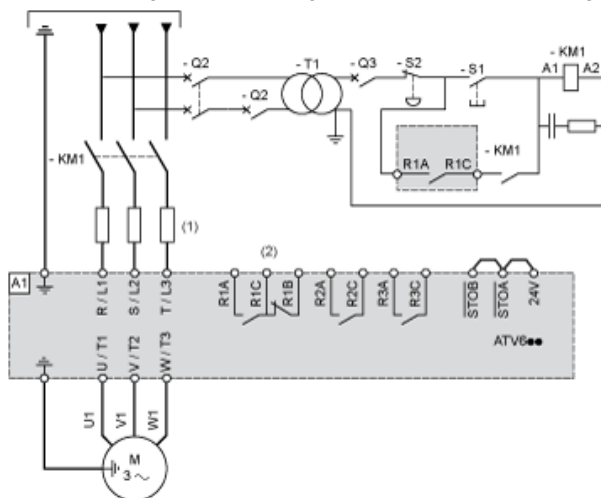 - Q2
- T1
- Q3
- S2
- S1
- KM1
A1
A2
- Q2
- KM1
R1A
R1C
- KM1
(1)
(2)
A1
R / L1
S / L2
T / L3
R1A
R1C
R1B
R2A
R2C
R3A
R3C
STOB
STOA
24V
ATV6●●
U / T1
V / T2
W / T3
U1
V1
W1
M
3 ~